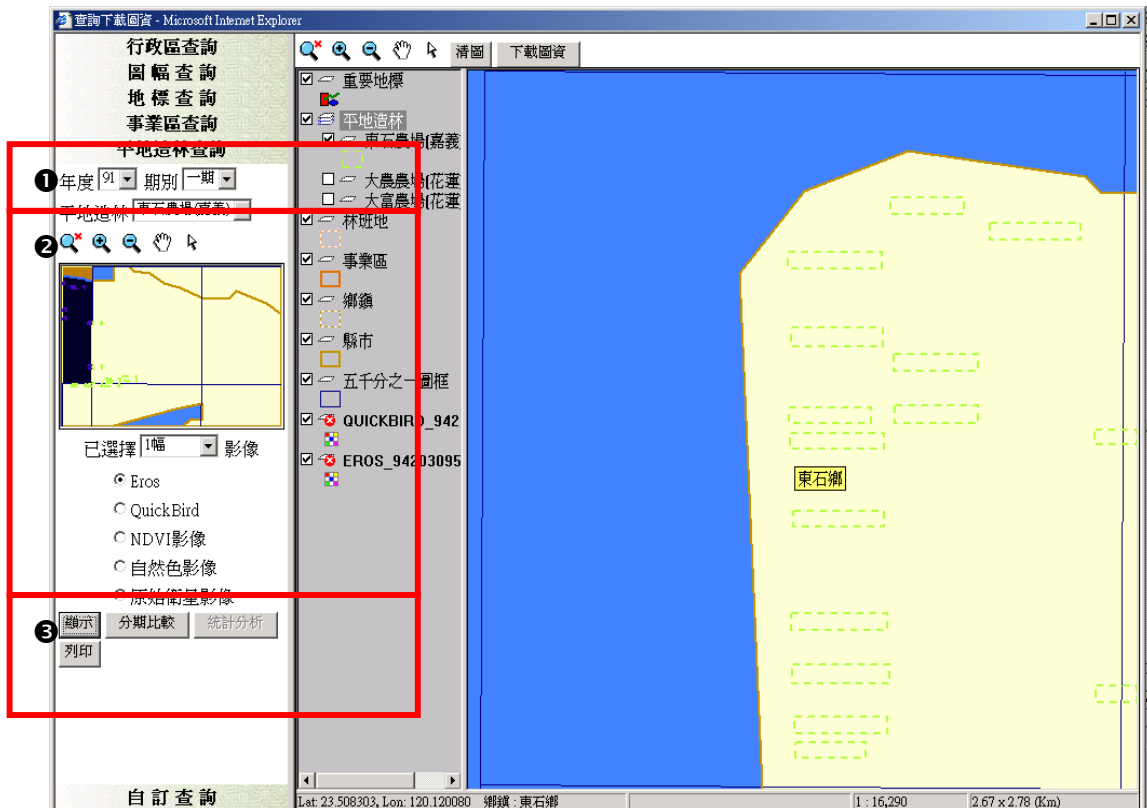 查詢下載圖資 - Microsoft Internet Explorer
行政區查詢
圖幅查詢
地標查詢
事業區查詢
平地造林查詢
❶ 年度 91 期別 一期
平地造林 東石農場(嘉義)
❷
已選擇 1幅 影像
Eros
QuickBird
NDVI影像
自然色影像
原始衛星影像
❸ 顯示 分期比較 統計分析
列印
自訂查詢
清圖 下載圖資
重要地標
平地造林
東石農場(嘉義
大農農場(花蓮
大富農場(花蓮
林班地
事業區
鄉鎮
縣市
五千分之一圖框
QUICKBIRD_942
EROS_94203095
東石鄉
Lat: 23.508303, Lon: 120.120080 鄉鎮 : 東石鄉 1 : 16,290 2.67 x 2.78 (Km)